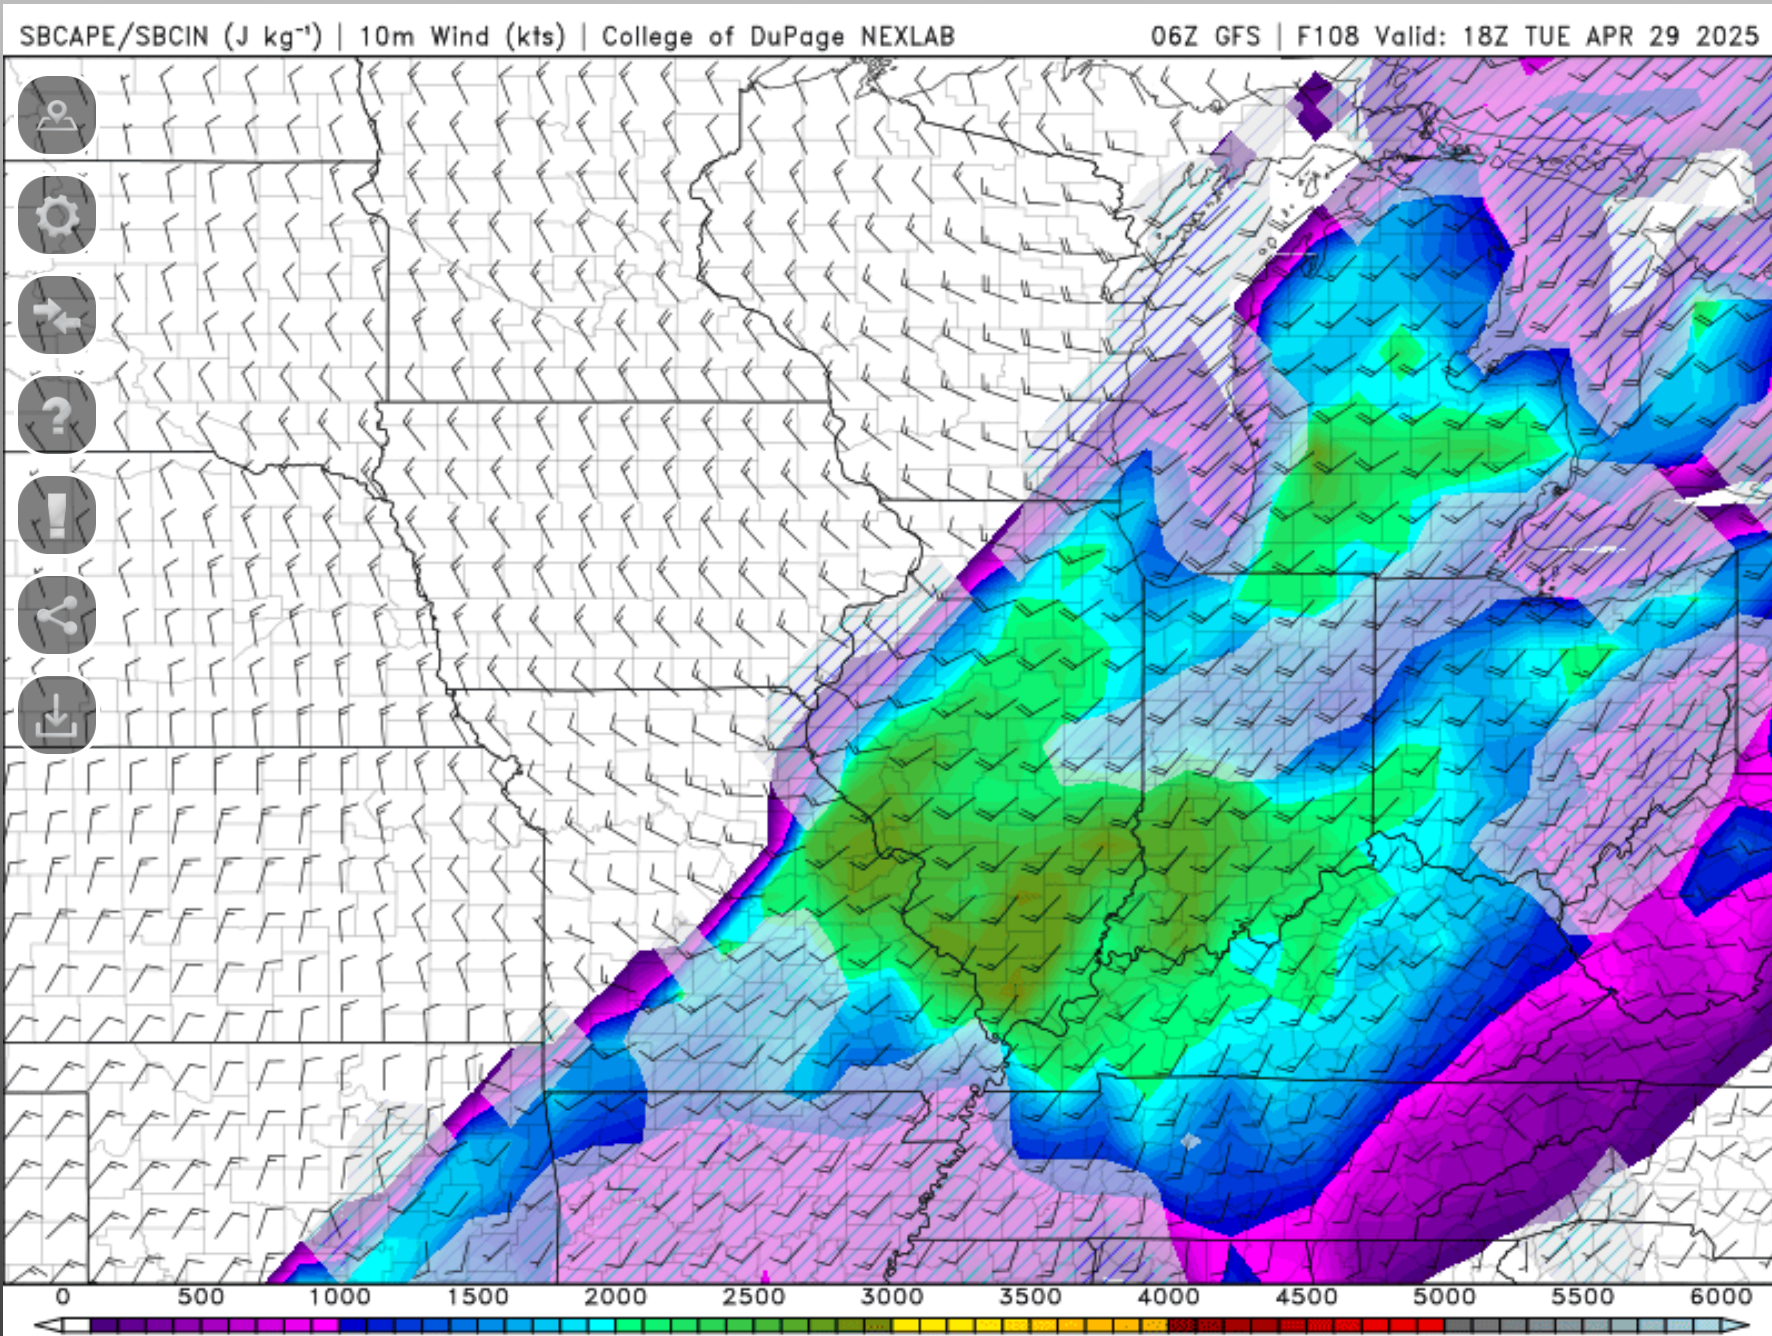 SBCAPE/SBCIN (J kg⁻¹) | 10m Wind (kts) | College of DuPage NEXLAB
06Z GFS | F108 Valid: 18Z TUE APR 29 2025
?
!
0 500 1000 1500 2000 2500 3000 3500 4000 4500 5000 5500 6000